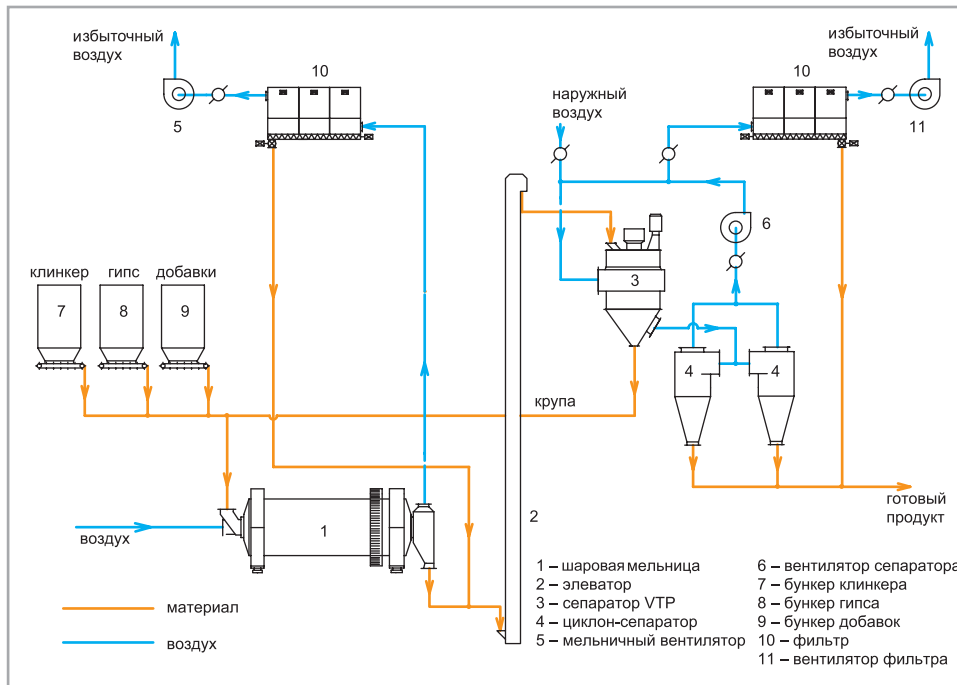 избыточный
воздух
10
5
наружный
воздух
избыточный
воздух
10
11
6
клинкер
гипс
добавки
7
8
9
3
4
4
крупа
готовый
продукт
воздух
1
2
материал
воздух
1 – шаровая мельница
2 – элеватор
3 – сепаратор VTP
4 – циклон-сепаратор
5 – мельничный вентилятор
6 – вентилятор сепаратора
7 – бункер клинкера
8 – бункер гипса
9 – бункер добавок
10 – фильтр
11 – вентилятор фильтра